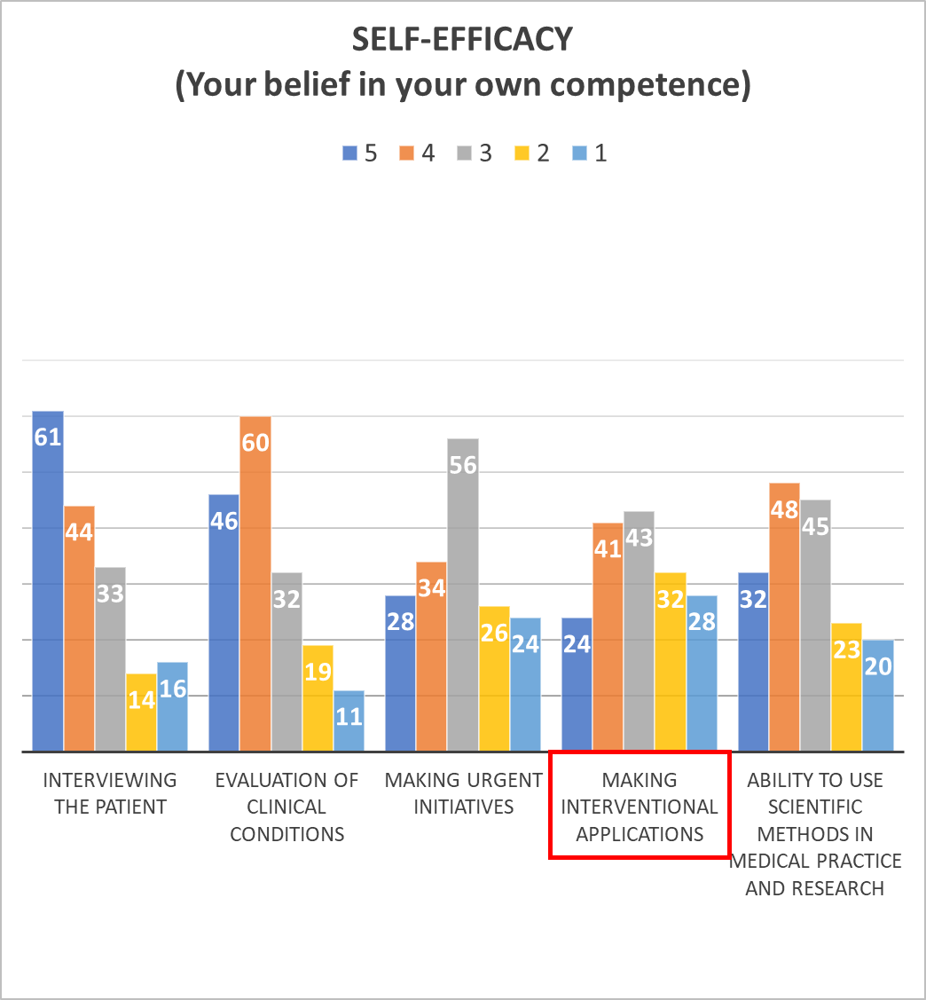 SELF-EFFICACY
(Your belief in your own competence)
5 4 3 2 1
61 44 33 14 16
46 60 32 19 11
28 34 56 26 24
24 41 43 32 28
32 48 45 23 20
INTERVIEWING
THE PATIENT
EVALUATION OF
CLINICAL
CONDITIONS
MAKING URGENT
INITIATIVES
MAKING
INTERVENTIONAL
APPLICATIONS
ABILITY TO USE
SCIENTIFIC
METHODS IN
MEDICAL PRACTICE
AND RESEARCH